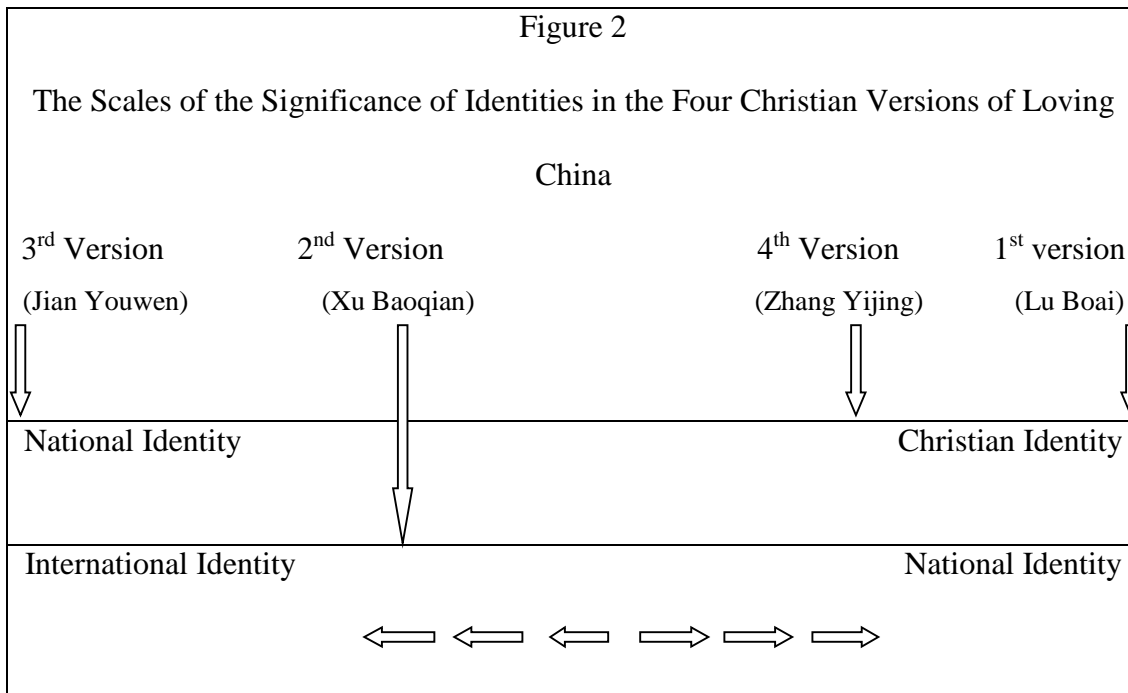 Figure 2
The Scales of the Significance of Identities in the Four Christian Versions of Loving
China
3rd Version 2nd Version 4th Version 1st version
(Jian Youwen) (Xu Baoqian) (Zhang Yijing) (Lu Boai)
National Identity Christian Identity
International Identity National Identity